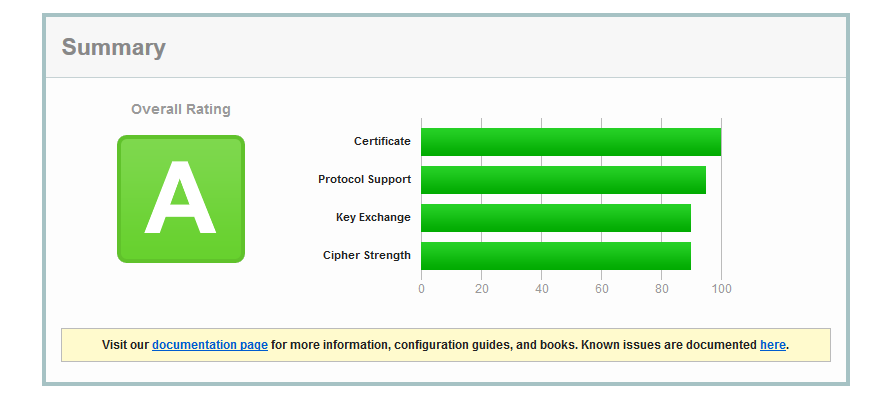 Summary
Overall Rating
A
Certificate
Protocol Support
Key Exchange
Cipher Strength
0 20 40 60 80 100
Visit our documentation page for more information, configuration guides, and books. Known issues are documented here.